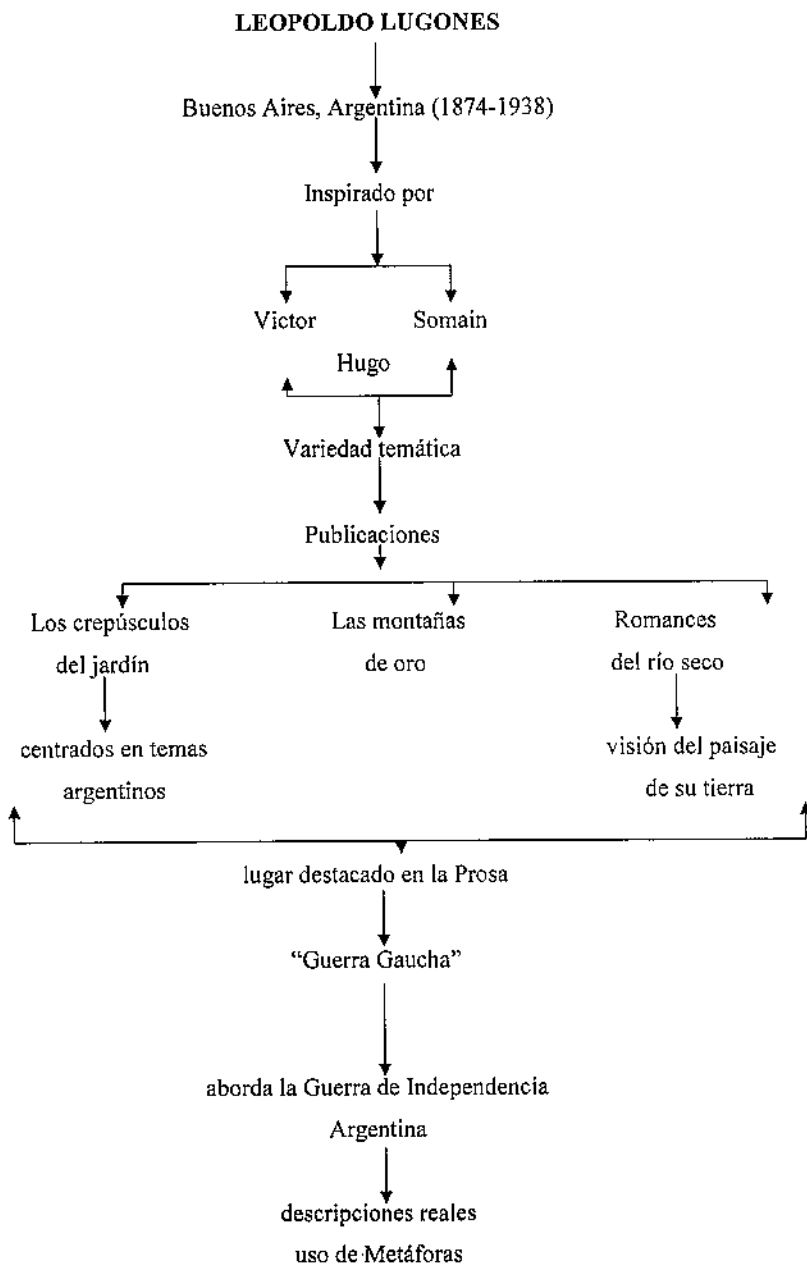 LEOPOLDO LUGONES
Buenos Aires, Argentina (1874-1938)
Inspirado por
Victor Somain
Hugo
Variedad temática
Publicaciones
Los crepúsculos Las montañas Romances
del jardín de oro del río seco
centrados en temas visión del paisaje
argentinos de su tierra
lugar destacado en la Prosa
“Guerra Gaucha”
aborda la Guerra de Independencia
Argentina
descripciones reales
uso de Metáforas